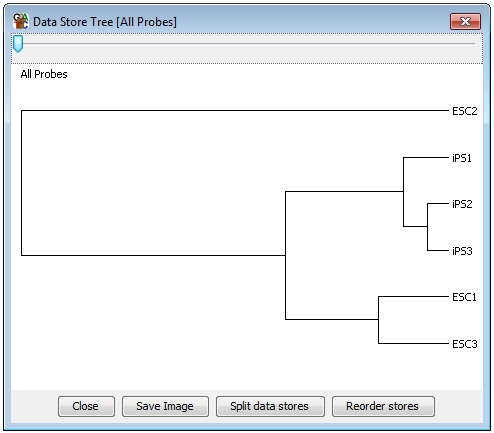 Data Store Tree [All Probes]
All Probes
ESC2
iPS1
iPS2
iPS3
ESC1
ESC3
Close Save Image Split data stores Reorder stores